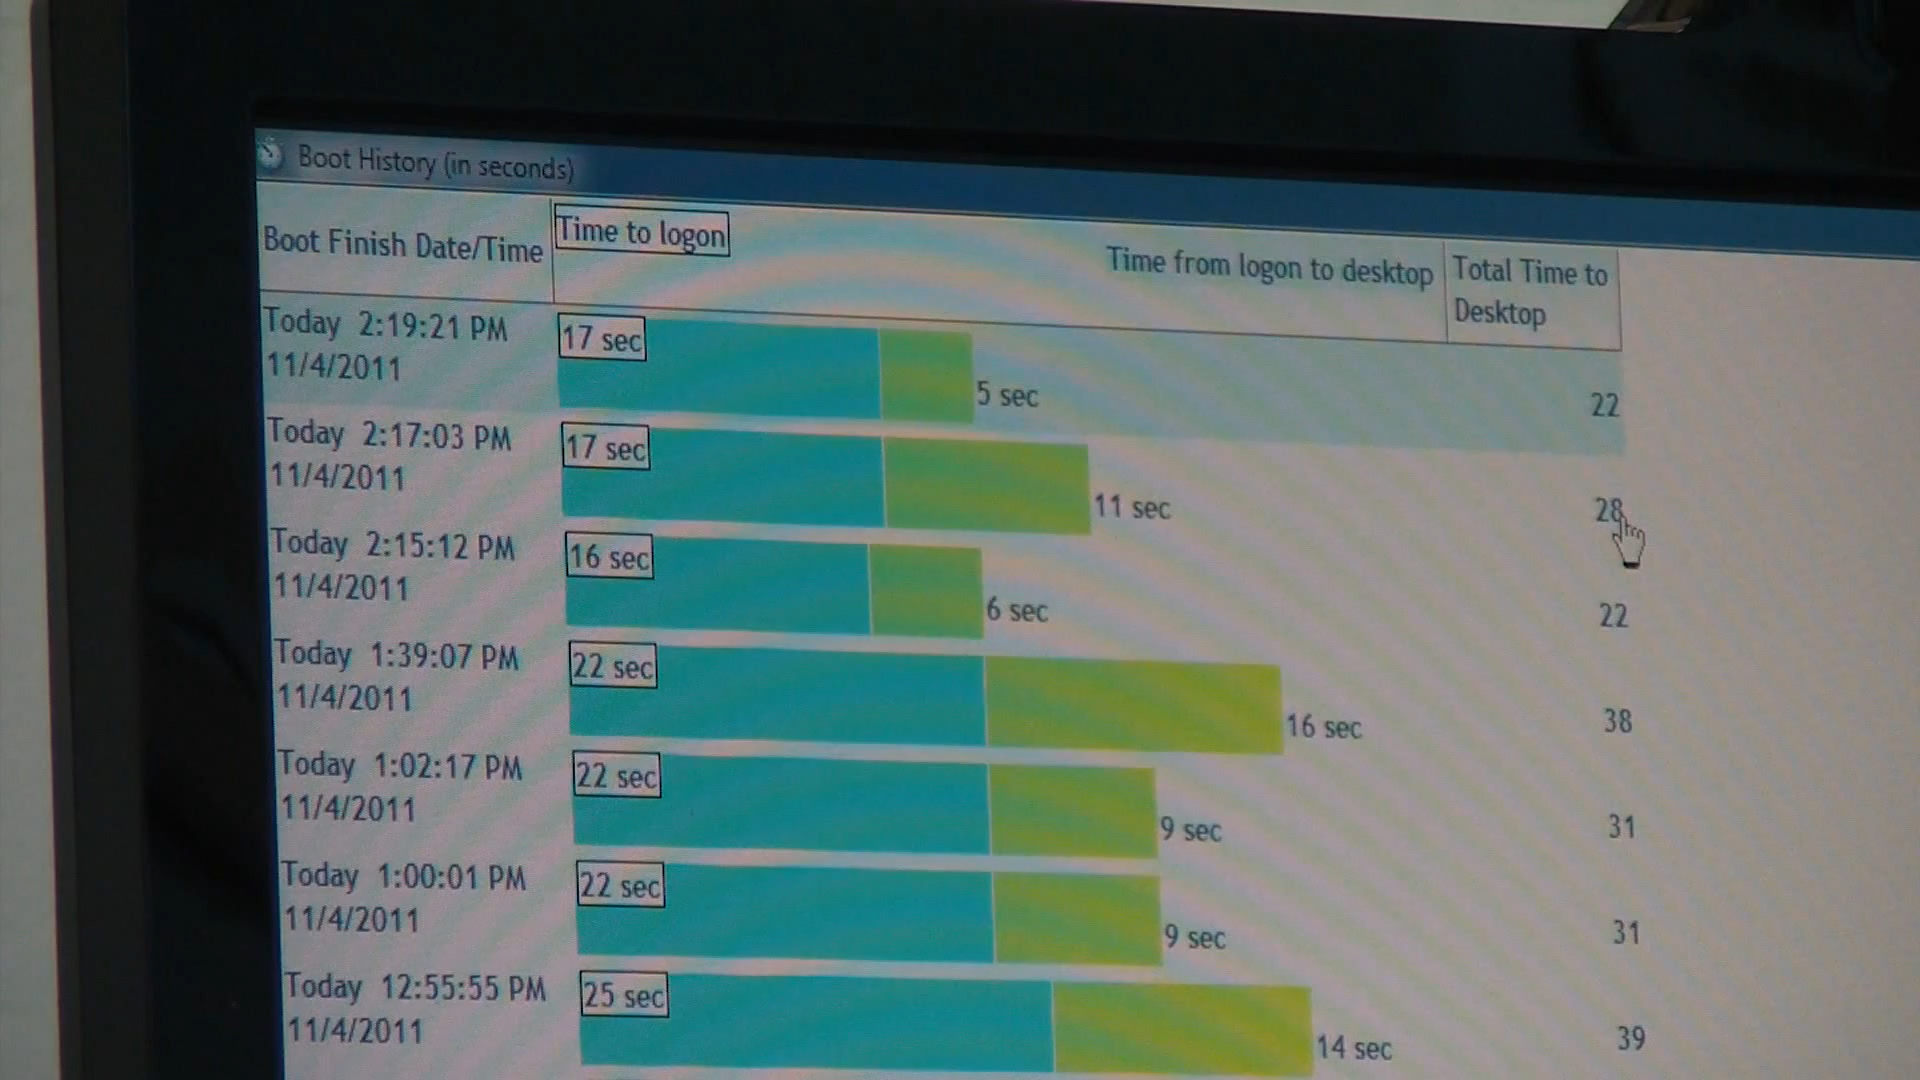 Boot History (in seconds)
Boot Finish Date/Time
Time to logon
Time from logon to desktop
Total Time to
Desktop
Today 2:19:21 PM
11/4/2011
17 sec
5 sec
22
Today 2:17:03 PM
11/4/2011
17 sec
11 sec
28
Today 2:15:12 PM
11/4/2011
16 sec
6 sec
22
Today 1:39:07 PM
11/4/2011
22 sec
16 sec
38
Today 1:02:17 PM
11/4/2011
22 sec
9 sec
31
Today 1:00:01 PM
11/4/2011
22 sec
9 sec
31
Today 12:55:55 PM
11/4/2011
25 sec
14 sec
39